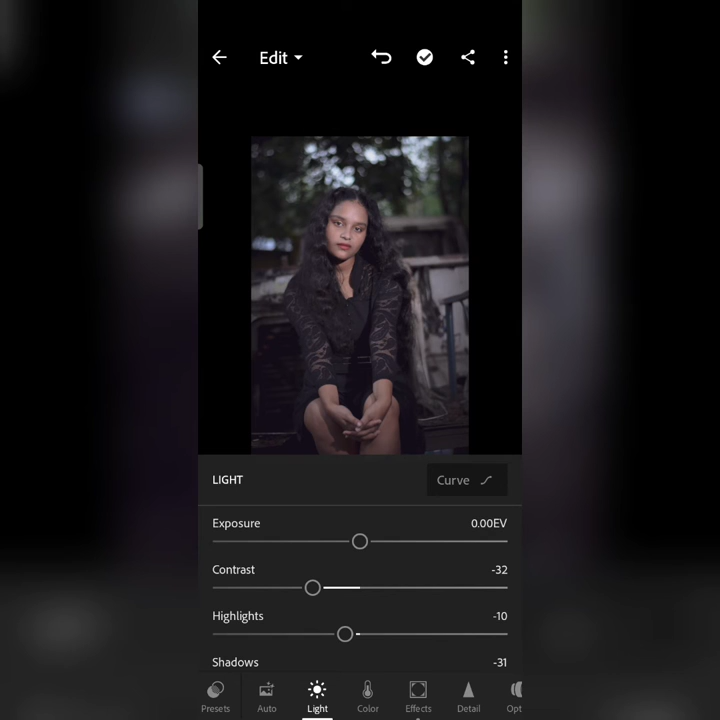 Edit
LIGHT
Curve
Exposure 0.00EV
Contrast -32
Highlights -10
Shadows -31
Presets Auto Light Color Effects Detail Opt